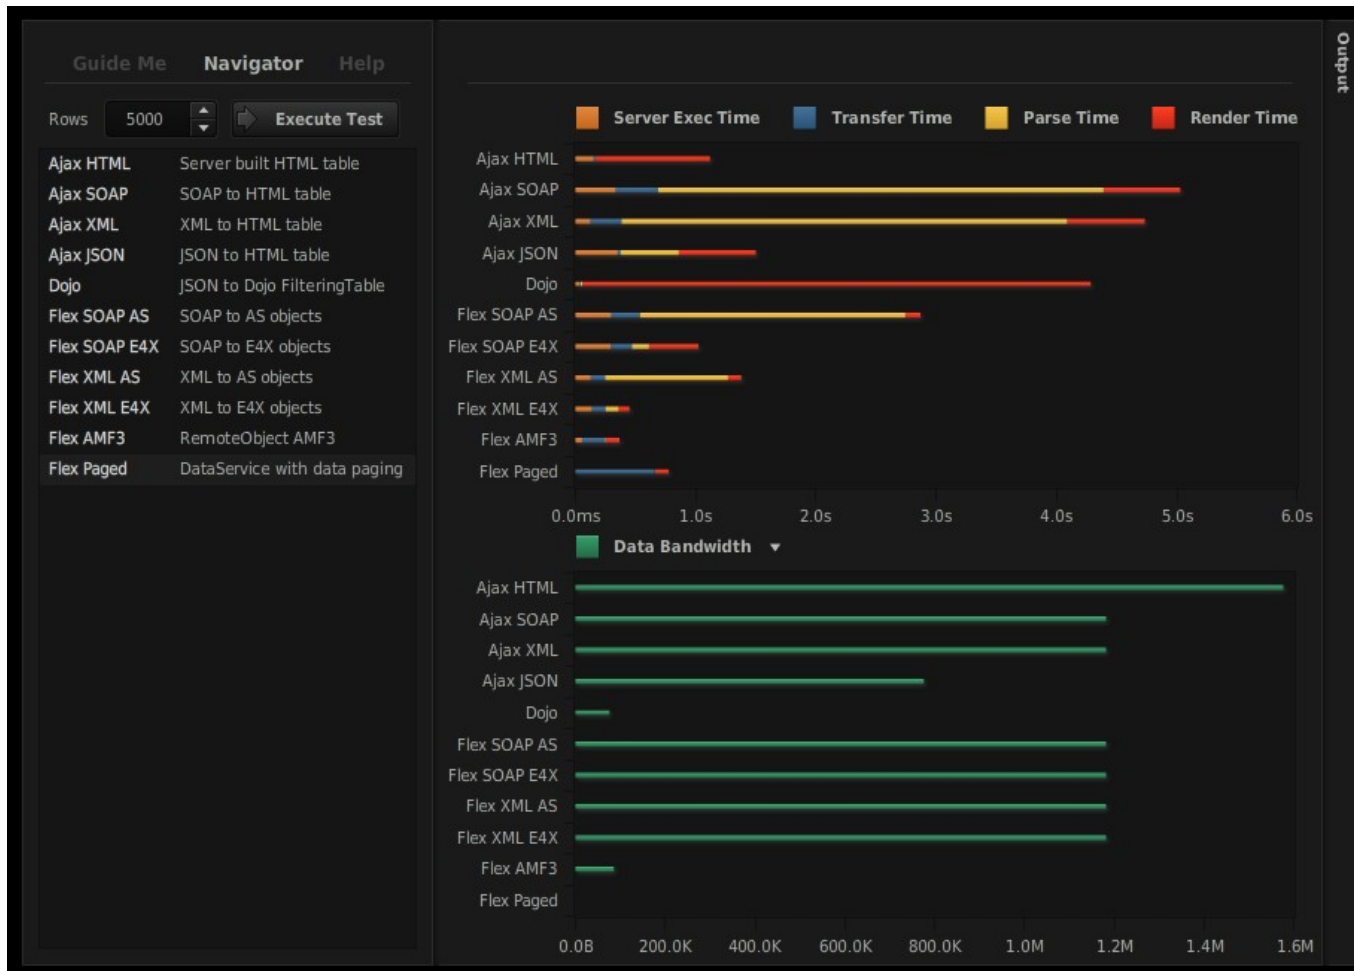 Guide Me Navigator Help
Rows 5000 Execute Test
Ajax HTML Server built HTML table
Ajax SOAP SOAP to HTML table
Ajax XML XML to HTML table
Ajax JSON JSON to HTML table
Dojo JSON to Dojo FilteringTable
Flex SOAP AS SOAP to AS objects
Flex SOAP E4X SOAP to E4X objects
Flex XML AS XML to AS objects
Flex XML E4X XML to E4X objects
Flex AMF3 RemoteObject AMF3
Flex Paged DataService with data paging
Server Exec Time Transfer Time Parse Time Render Time
Ajax HTML
Ajax SOAP
Ajax XML
Ajax JSON
Dojo
Flex SOAP AS
Flex SOAP E4X
Flex XML AS
Flex XML E4X
Flex AMF3
Flex Paged
0.0ms 1.0s 2.0s 3.0s 4.0s 5.0s 6.0s
Data Bandwidth
Ajax HTML
Ajax SOAP
Ajax XML
Ajax JSON
Dojo
Flex SOAP AS
Flex SOAP E4X
Flex XML AS
Flex XML E4X
Flex AMF3
Flex Paged
0.0B 200.0K 400.0K 600.0K 800.0K 1.0M 1.2M 1.4M 1.6M
Output